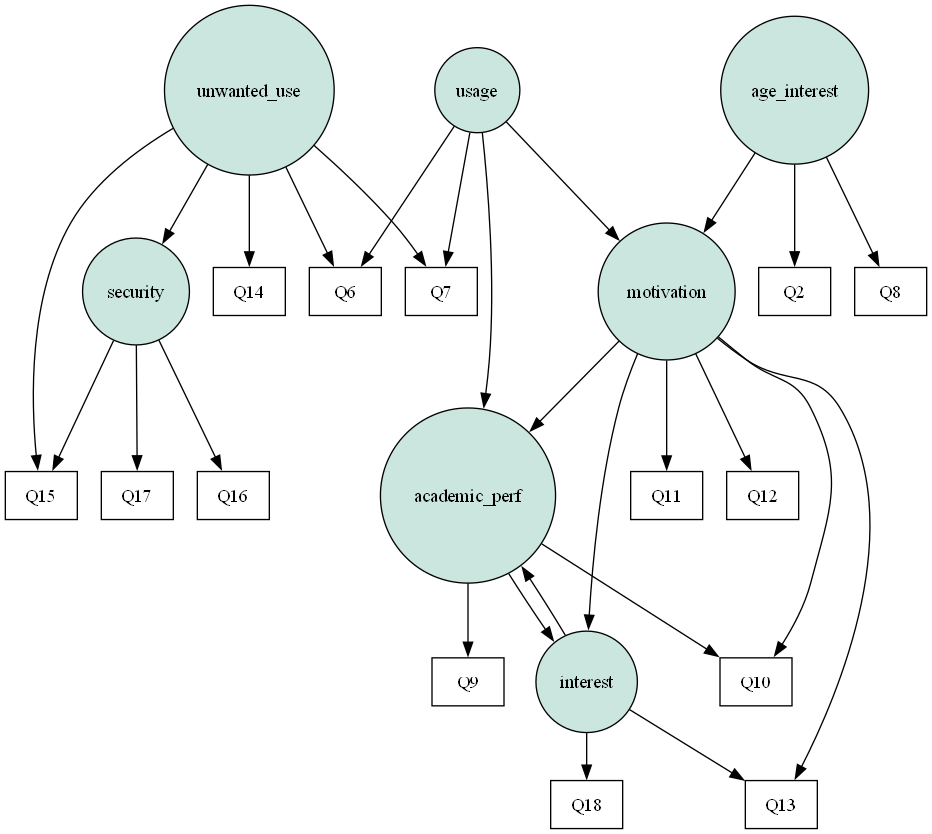 unwanted_use
usage
age_interest
security
Q14
Q6
Q7
motivation
Q2
Q8
Q15
Q17
Q16
academic_perf
Q11
Q12
Q9
interest
Q10
Q18
Q13